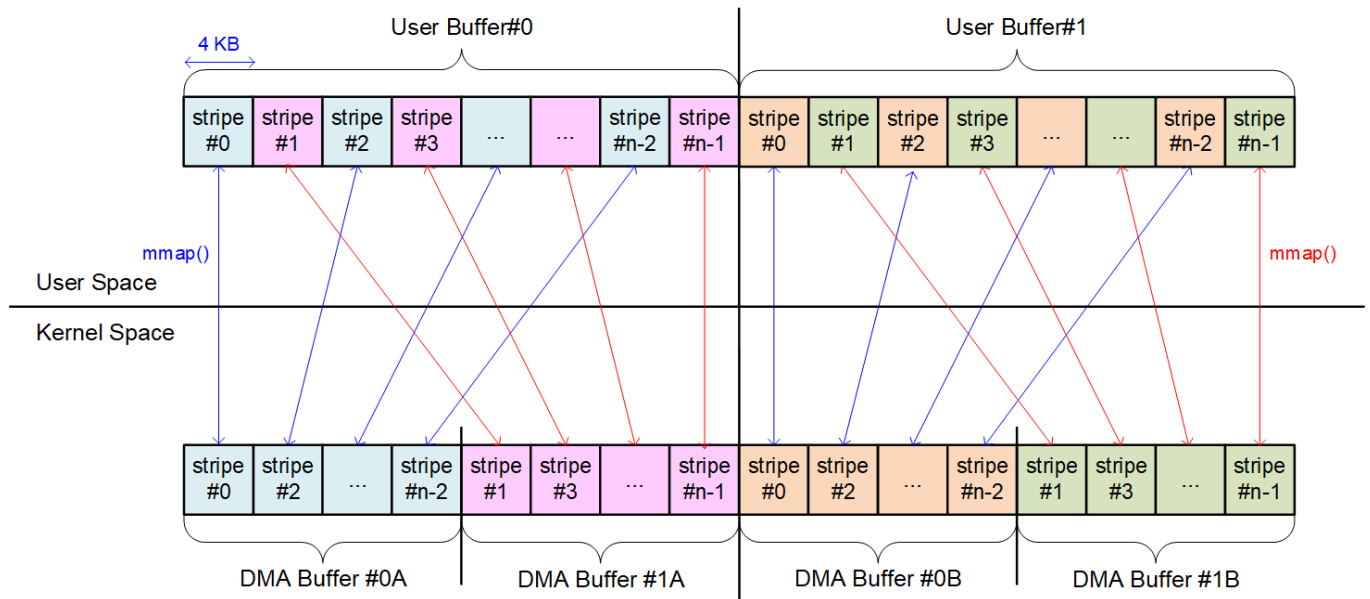 User Buffer#0
User Buffer#1
4 KB
stripe #0
stripe #1
stripe #2
stripe #3
...
...
stripe #n-2
stripe #n-1
stripe #0
stripe #1
stripe #2
stripe #3
...
...
stripe #n-2
stripe #n-1
mmap()
mmap()
User Space
Kernel Space
stripe #0
stripe #2
...
stripe #n-2
stripe #1
stripe #3
...
stripe #n-1
stripe #0
stripe #2
...
stripe #n-2
stripe #1
stripe #3
...
stripe #n-1
DMA Buffer #0A
DMA Buffer #1A
DMA Buffer #0B
DMA Buffer #1B